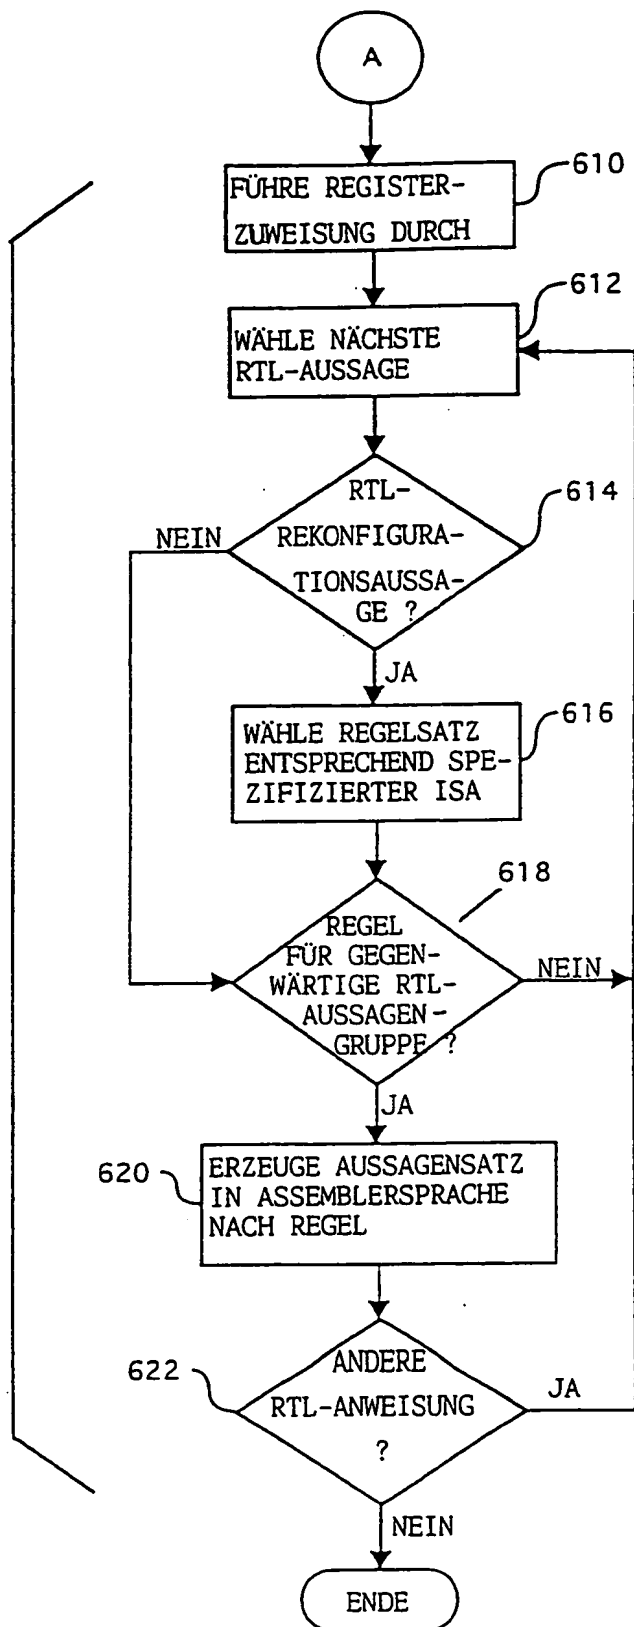 A
FÜHRE REGISTER-
ZUWEISUNG DURCH
610
WÄHLE NÄCHSTE
RTL-AUSSAGE
612
RTL-
REKONFIGURA-
TIONSAUSSA-
GE ?
614
NEIN
JA
WÄHLE REGELSATZ
ENTSPRECHEND SPE-
ZIFIZIERTER ISA
616
REGEL
FÜR GEGEN-
WÄRTIGE RTL-
AUSSAGEN-
GRUPPE ?
618
NEIN
JA
620
ERZEUGE AUSSAGENSATZ
IN ASSEMBLERSPRACHE
NACH REGEL
622
ANDERE
RTL-ANWEISUNG
?
JA
NEIN
ENDE